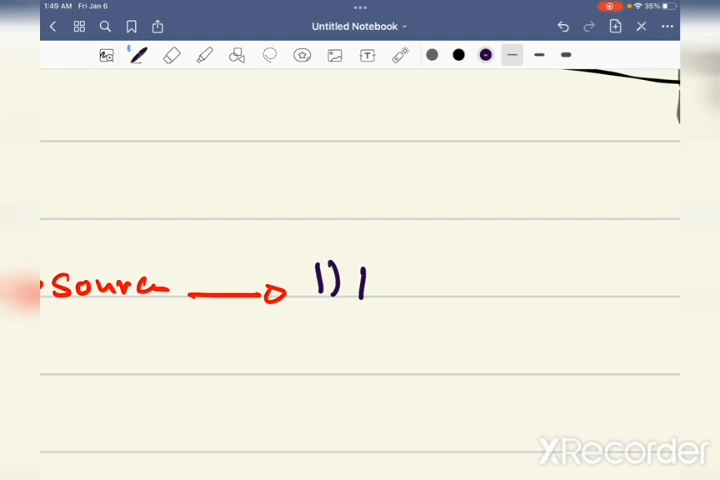 1:49 AM Fri Jan 6
35%
Untitled Notebook
Source 1) I
XRecorder